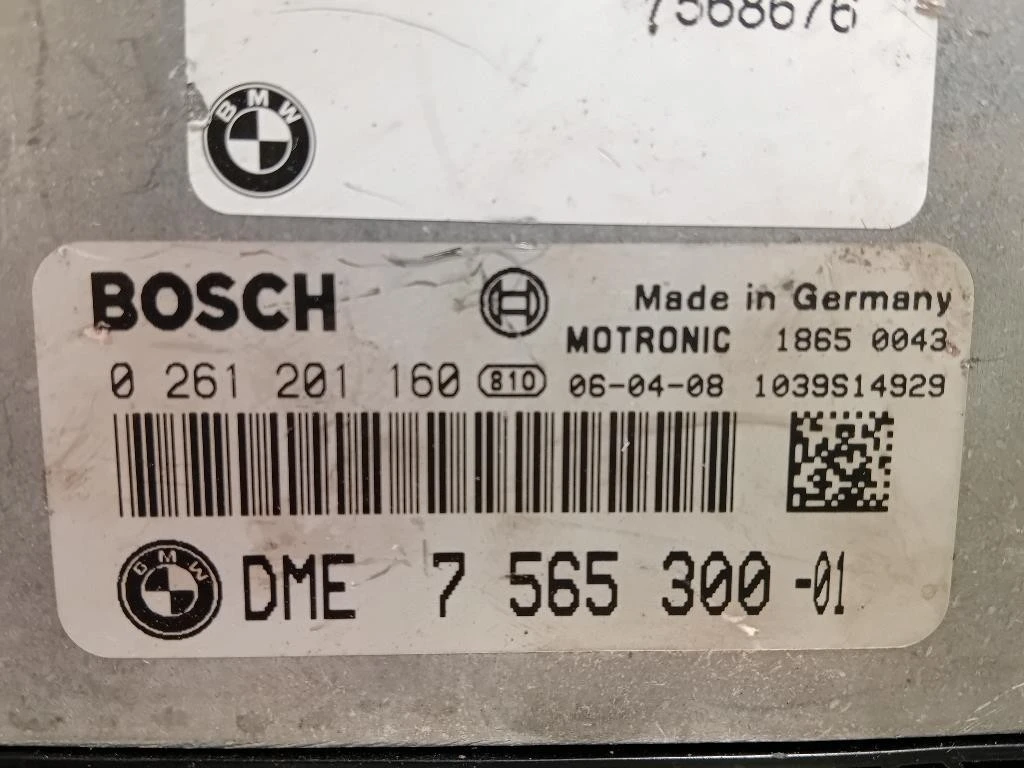 7568676
BMW
BOSCH
Made in Germany
MOTRONIC 1865 0043
0 261 201 160 810 06-04-08 1039S14929
BMW DME 7 565 300 -01